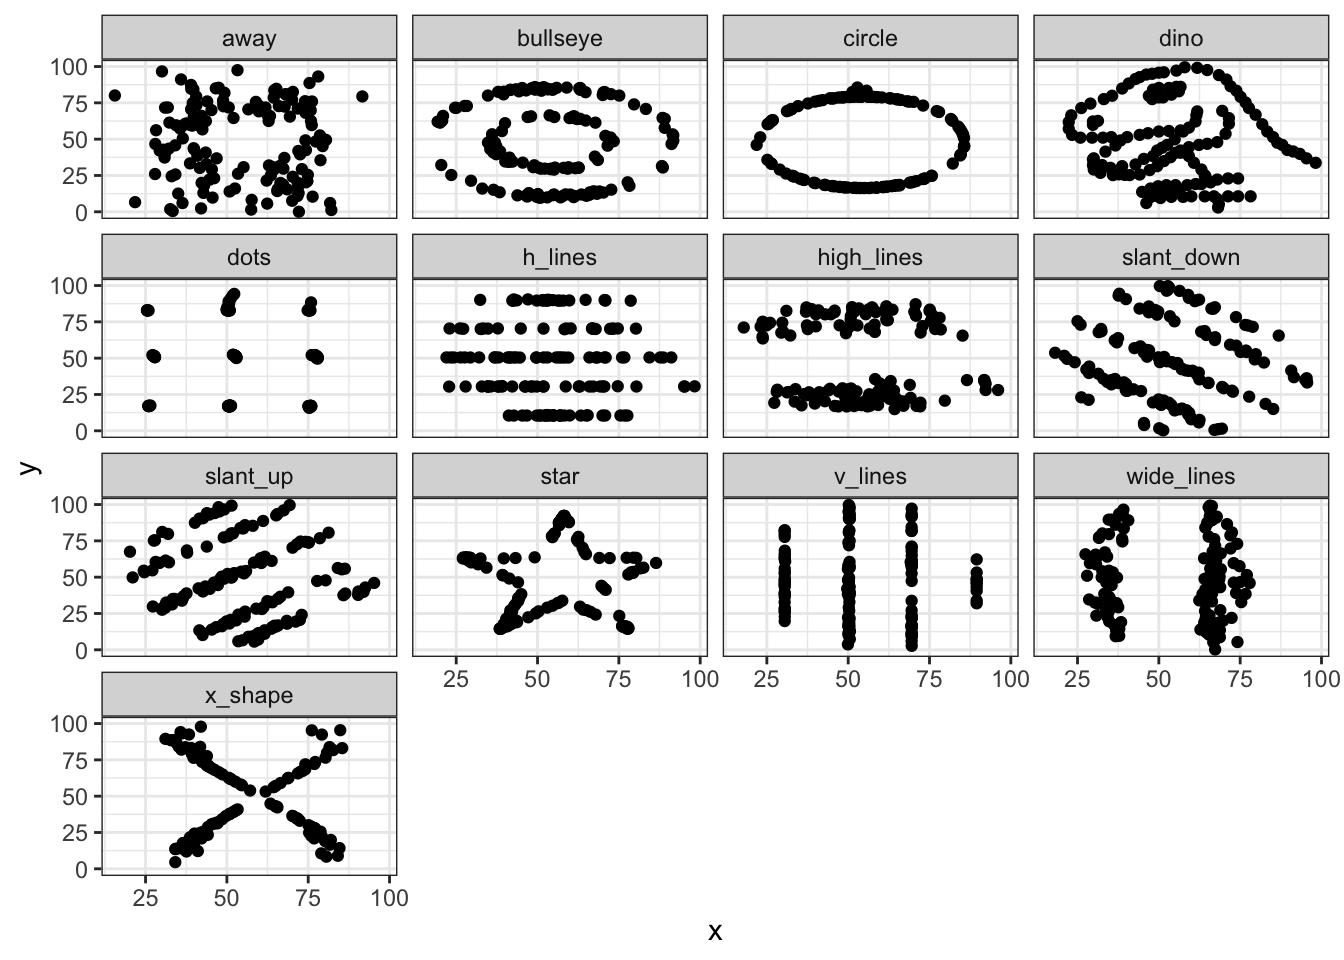 away bullseye circle dino
100
75
50
25
0
dots h_lines high_lines slant_down
100
75
50
25
0
slant_up star v_lines wide_lines
100
75
50
25
0
25 50 75 100 25 50 75 100 25 50 75 100
x_shape
100
75
50
25
0
25 50 75 100
x
y